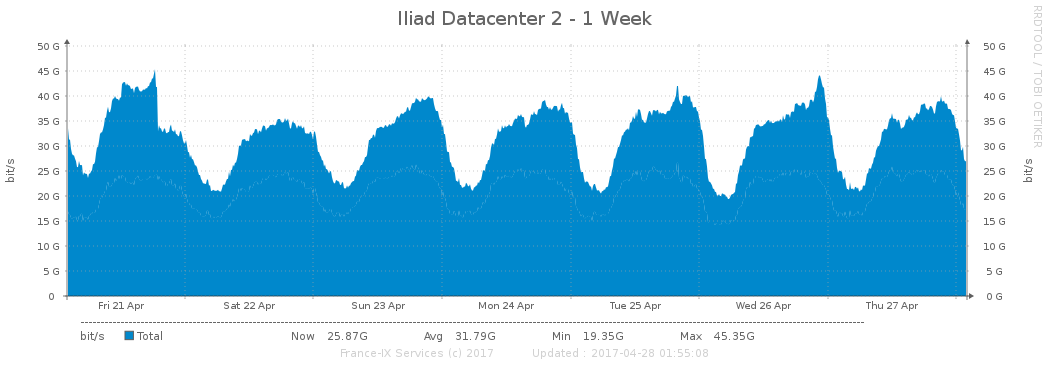 Iliad Datacenter 2 - 1 Week
RRDTOOL / TOBI OETIKER
bit/s
50 G 50 G
45 G 45 G
40 G 40 G
35 G 35 G
30 G 30 G
25 G 25 G
20 G 20 G
15 G 15 G
10 G 10 G
5 G 5 G
0 0 G
bit/s
Fri 21 Apr Sat 22 Apr Sun 23 Apr Mon 24 Apr Tue 25 Apr Wed 26 Apr Thu 27 Apr
bit/s Total Now 25.87G Avg 31.79G Min 19.35G Max 45.35G
France-IX Services (c) 2017 Updated : 2017-04-28 01:55:08